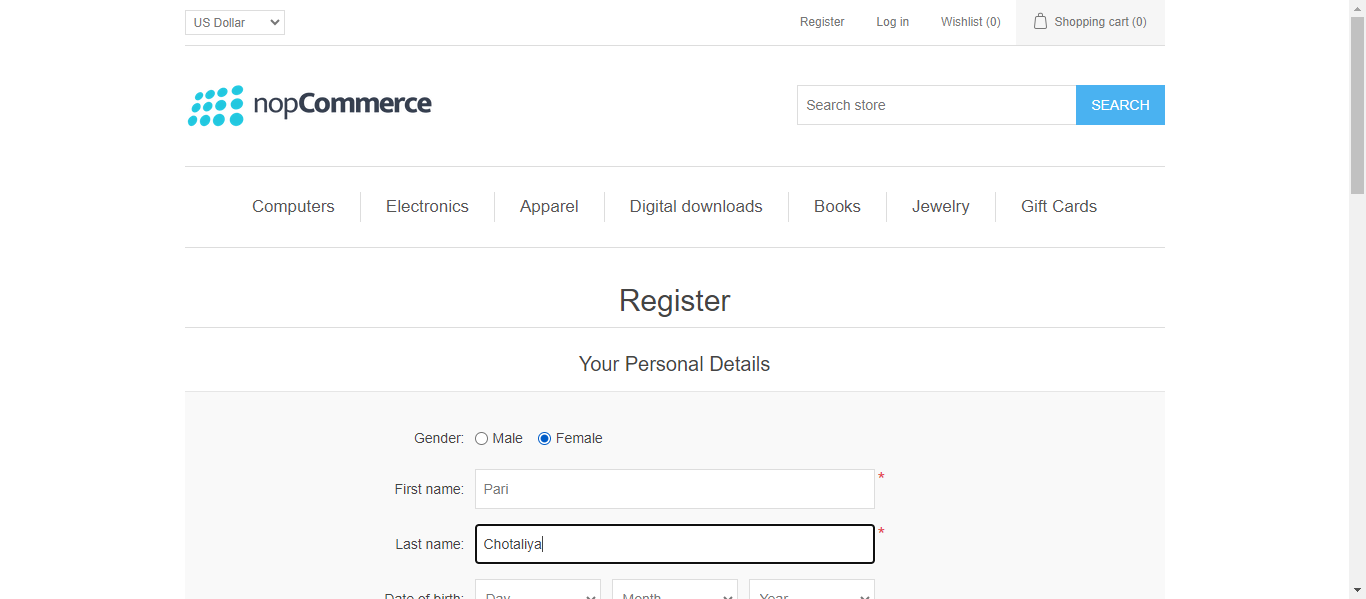 US Dollar Register Log in Wishlist (0) Shopping cart (0)
nopCommerce Search store SEARCH
Computers Electronics Apparel Digital downloads Books Jewelry Gift Cards
Register
Your Personal Details
Gender: Male Female
First name: Pari *
Last name: Chotaliya *
Date of birth: Day Month Year